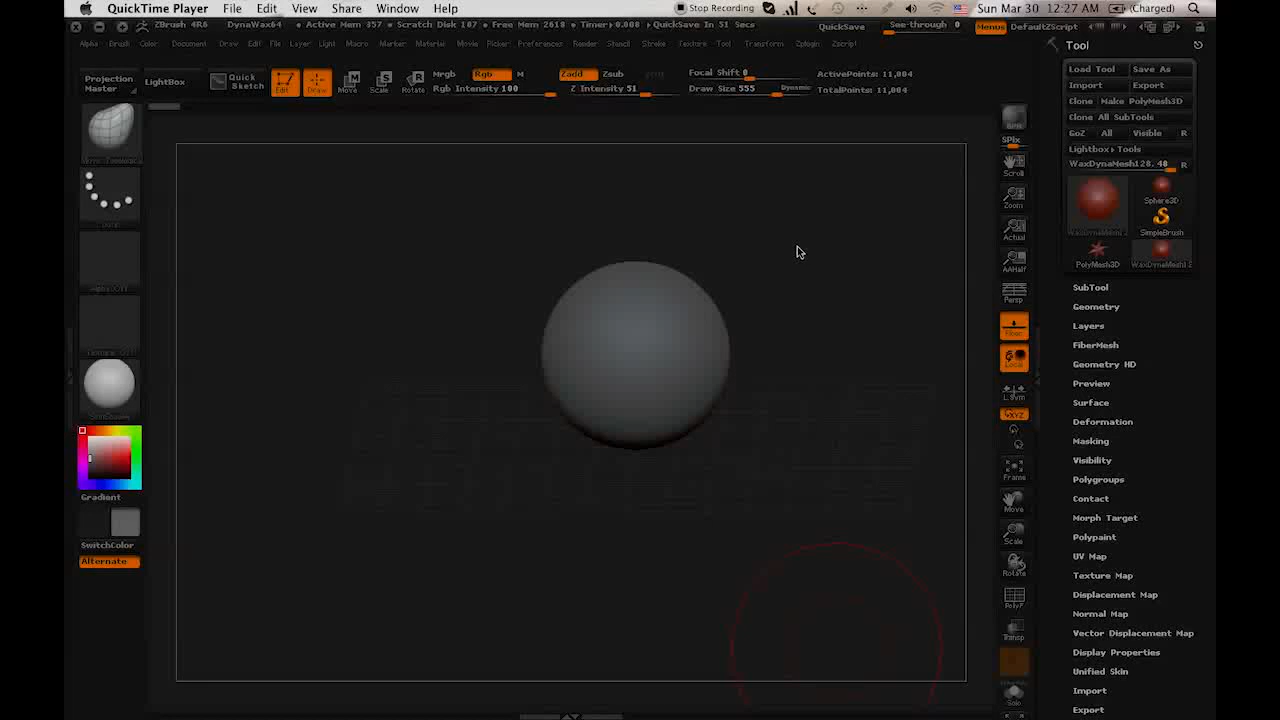 QuickTime Player File Edit View Share Window Help Stop Recording Sun Mar 30 12:27 AM (Charged)
ZBrush 4R6 DynaWax64 • Active Mem 357 • Scratch Disk 187 • Free Mem 2618 • Timer▸0.008 ▸QuickSave In 51 Secs QuickSave See-through 0 Menus DefaultZScript
Alpha Brush Color Document Draw Edit File Layer Light Macro Marker Material Movie Picker Preferences Render Stencil Stroke Texture Tool Transform Zplugin Zscript
Projection Master
LightBox
Quick Sketch
Edit Draw Move Scale Rotate
Mrgb Rgb M
Rgb Intensity 100
Zadd Zsub
Z Intensity 51
Focal Shift 0
Draw Size 555 Dynamic
ActivePoints: 11,004
TotalPoints: 11,004
Gradient
SwitchColor
Alternate
BPR
SPix
Scroll
Zoom
Actual
AAHalf
Persp
Floor
Local
L.Sym
XYZ
Frame
Move
Scale
Rotate
PolyF
Transp
Solo
Tool
Load Tool Save As
Import Export
Clone Make PolyMesh3D
Clone All SubTools
GoZ All Visible R
Lightbox▸Tools
WaxDynaMesh128. 48 R
Sphere3D
SimpleBrush
PolyMesh3D
SubTool
Geometry
Layers
FiberMesh
Geometry HD
Preview
Surface
Deformation
Masking
Visibility
Polygroups
Contact
Morph Target
Polypaint
UV Map
Texture Map
Displacement Map
Normal Map
Vector Displacement Map
Display Properties
Unified Skin
Import
Export